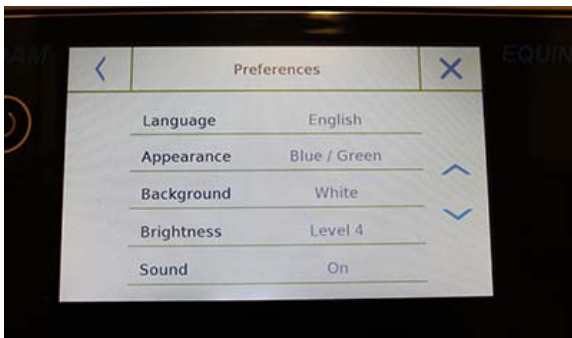 Preferences
Language English
Appearance Blue / Green
Background White
Brightness Level 4
Sound On